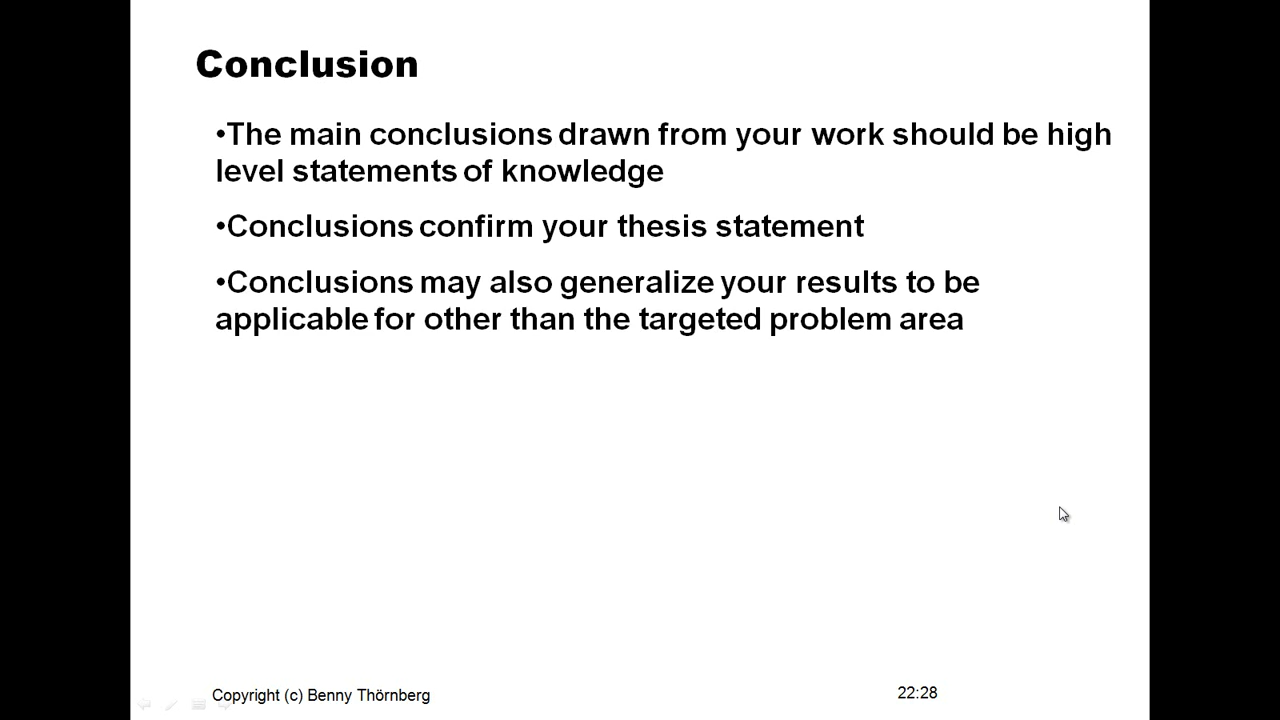 Conclusion
•The main conclusions drawn from your work should be high
level statements of knowledge
•Conclusions confirm your thesis statement
•Conclusions may also generalize your results to be
applicable for other than the targeted problem area
Copyright (c) Benny Thörnberg
22:28